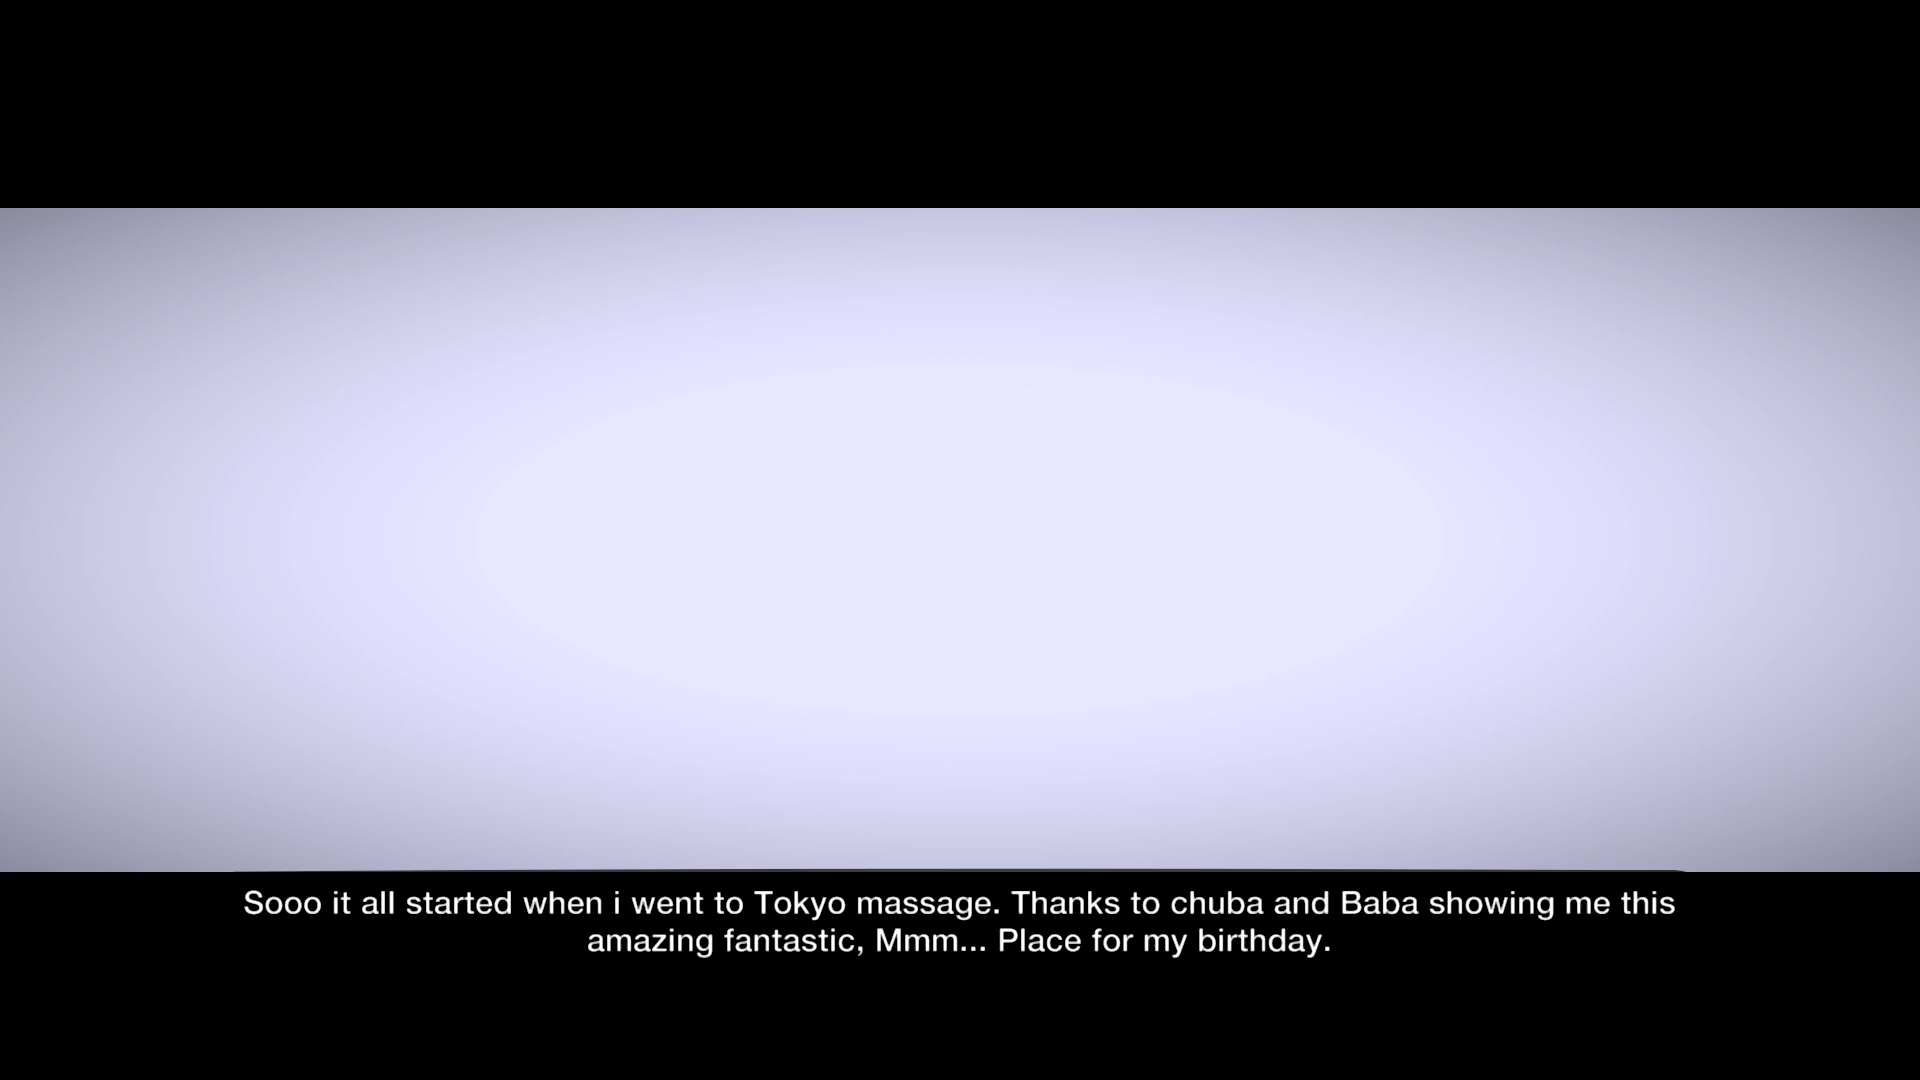 Sooo it all started when i went to Tokyo massage. Thanks to chuba and Baba showing me this
amazing fantastic, Mmm... Place for my birthday.